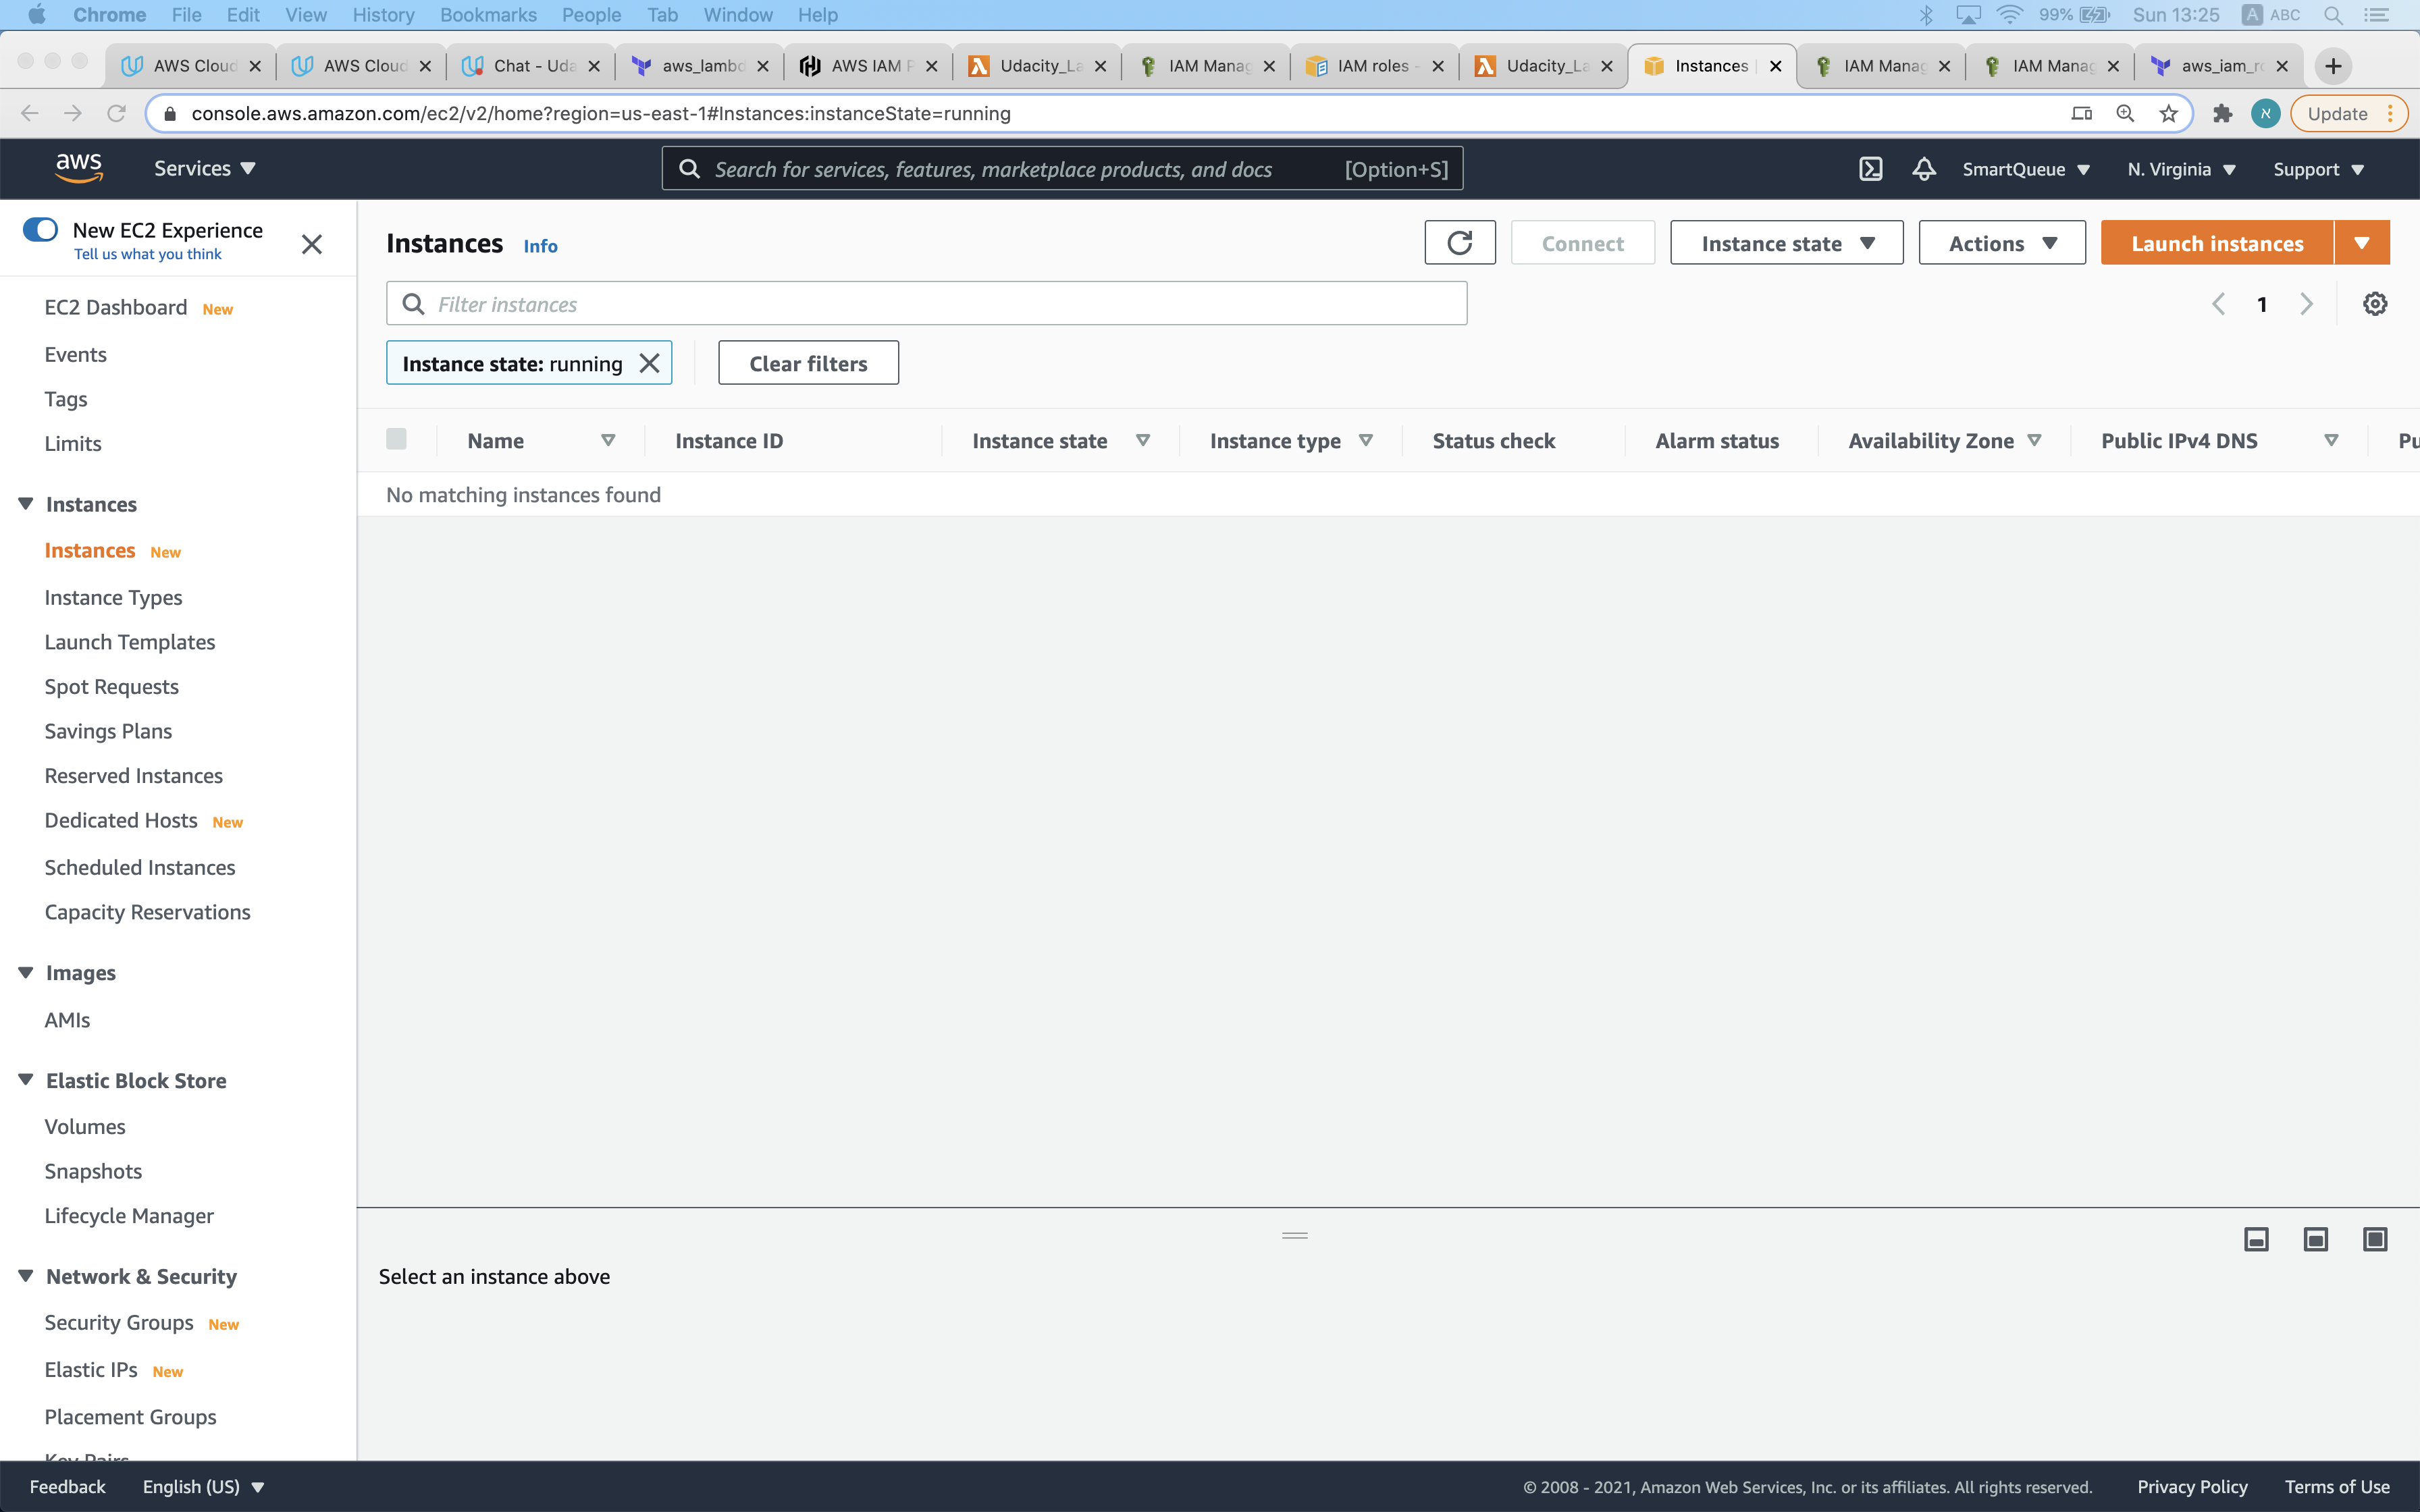 Chrome File Edit View History Bookmarks People Tab Window Help 99% Sun 13:25 A ABC
AWS Cloud AWS Cloud Chat - Uda aws_lambd AWS IAM P Udacity_La IAM Manag IAM roles - Udacity_La Instances IAM Manag IAM Manag aws_iam_ro
console.aws.amazon.com/ec2/v2/home?region=us-east-1#Instances:instanceState=running א Update
aws Services Search for services, features, marketplace products, and docs [Option+S] SmartQueue N. Virginia Support
New EC2 Experience
Tell us what you think
EC2 Dashboard New
Events
Tags
Limits
Instances
Instances New
Instance Types
Launch Templates
Spot Requests
Savings Plans
Reserved Instances
Dedicated Hosts New
Scheduled Instances
Capacity Reservations
Images
AMIs
Elastic Block Store
Volumes
Snapshots
Lifecycle Manager
Network & Security
Security Groups New
Elastic IPs New
Placement Groups
Key Pairs
Instances Info Connect Instance state Actions Launch instances
Filter instances 1
Instance state: running Clear filters
Name Instance ID Instance state Instance type Status check Alarm status Availability Zone Public IPv4 DNS Pu
No matching instances found
Select an instance above
Feedback English (US) © 2008 - 2021, Amazon Web Services, Inc. or its affiliates. All rights reserved. Privacy Policy Terms of Use